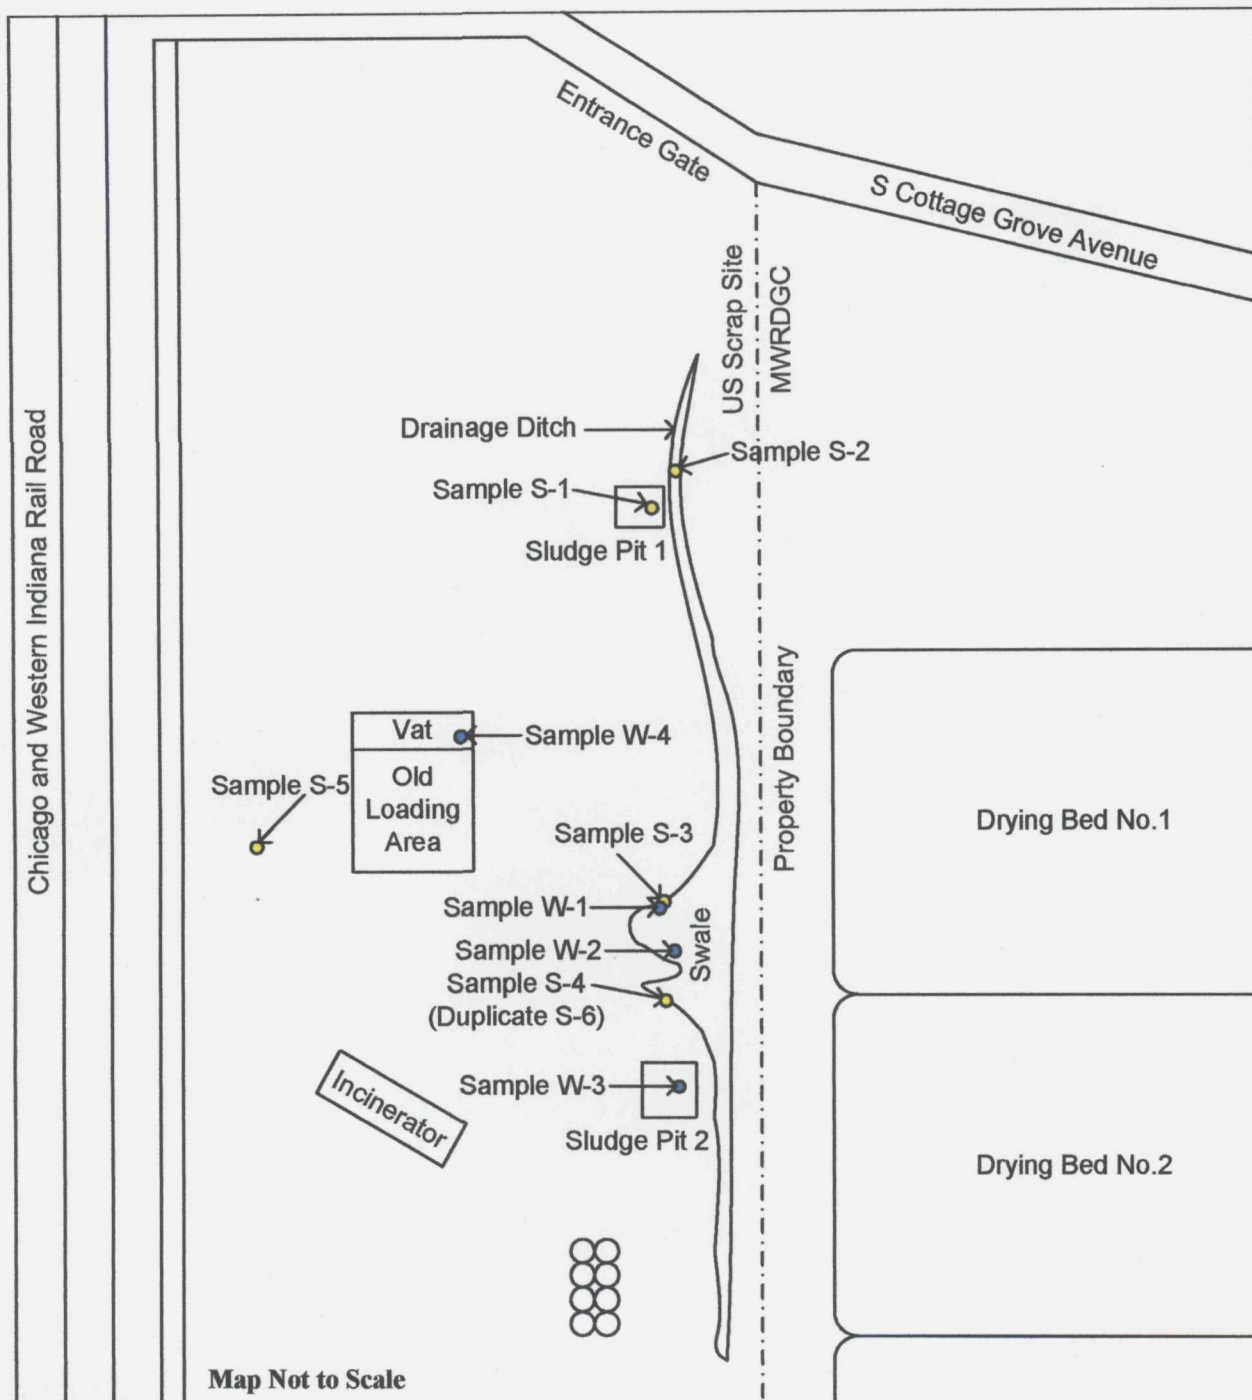 Entrance Gate
S Cottage Grove Avenue
US Scrap Site
MWRDGC
Chicago and Western Indiana Rail Road
Drainage Ditch
Sample S-2
Sample S-1
Sludge Pit 1
Property Boundary
Vat
Sample W-4
Old
Loading
Area
Sample S-5
Drying Bed No.1
Sample S-3
Sample W-1
Sample W-2
Swale
Sample S-4
(Duplicate S-6)
Sample W-3
Incinerator
Sludge Pit 2
Drying Bed No.2
Map Not to Scale